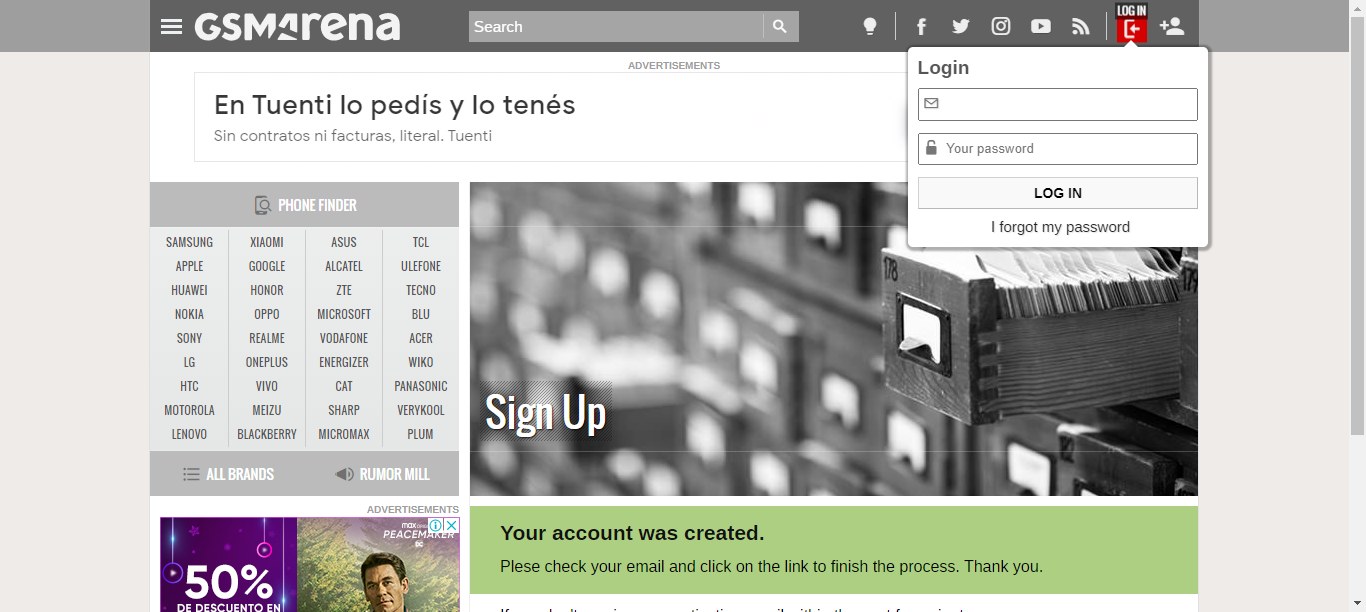 GSMArena
Search
LOG IN
ADVERTISEMENTS
Login
Your password
LOG IN
I forgot my password
En Tuenti lo pedís y lo tenés
Sin contratos ni facturas, literal. Tuenti
PHONE FINDER
SAMSUNG XIAOMI ASUS TCL
APPLE GOOGLE ALCATEL ULEFONE
HUAWEI HONOR ZTE TECNO
NOKIA OPPO MICROSOFT BLU
SONY REALME VODAFONE ACER
LG ONEPLUS ENERGIZER WIKO
HTC VIVO CAT PANASONIC
MOTOROLA MEIZU SHARP VERYKOOL
LENOVO BLACKBERRY MICROMAX PLUM
ALL BRANDS RUMOR MILL
178
Sign Up
ADVERTISEMENTS
max
PEACEMAKER
DC
50%
DE DESCUENTO EN
Your account was created.
Plese check your email and click on the link to finish the process. Thank you.